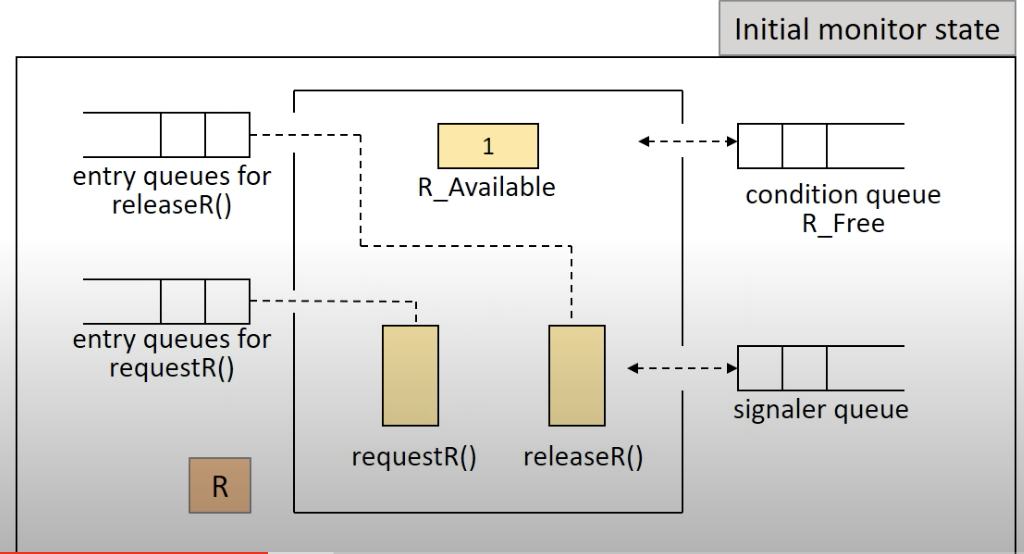 Initial monitor state
entry queues for
releaseR()
1
R_Available
condition queue
R_Free
entry queues for
requestR()
requestR()
releaseR()
signaler queue
R